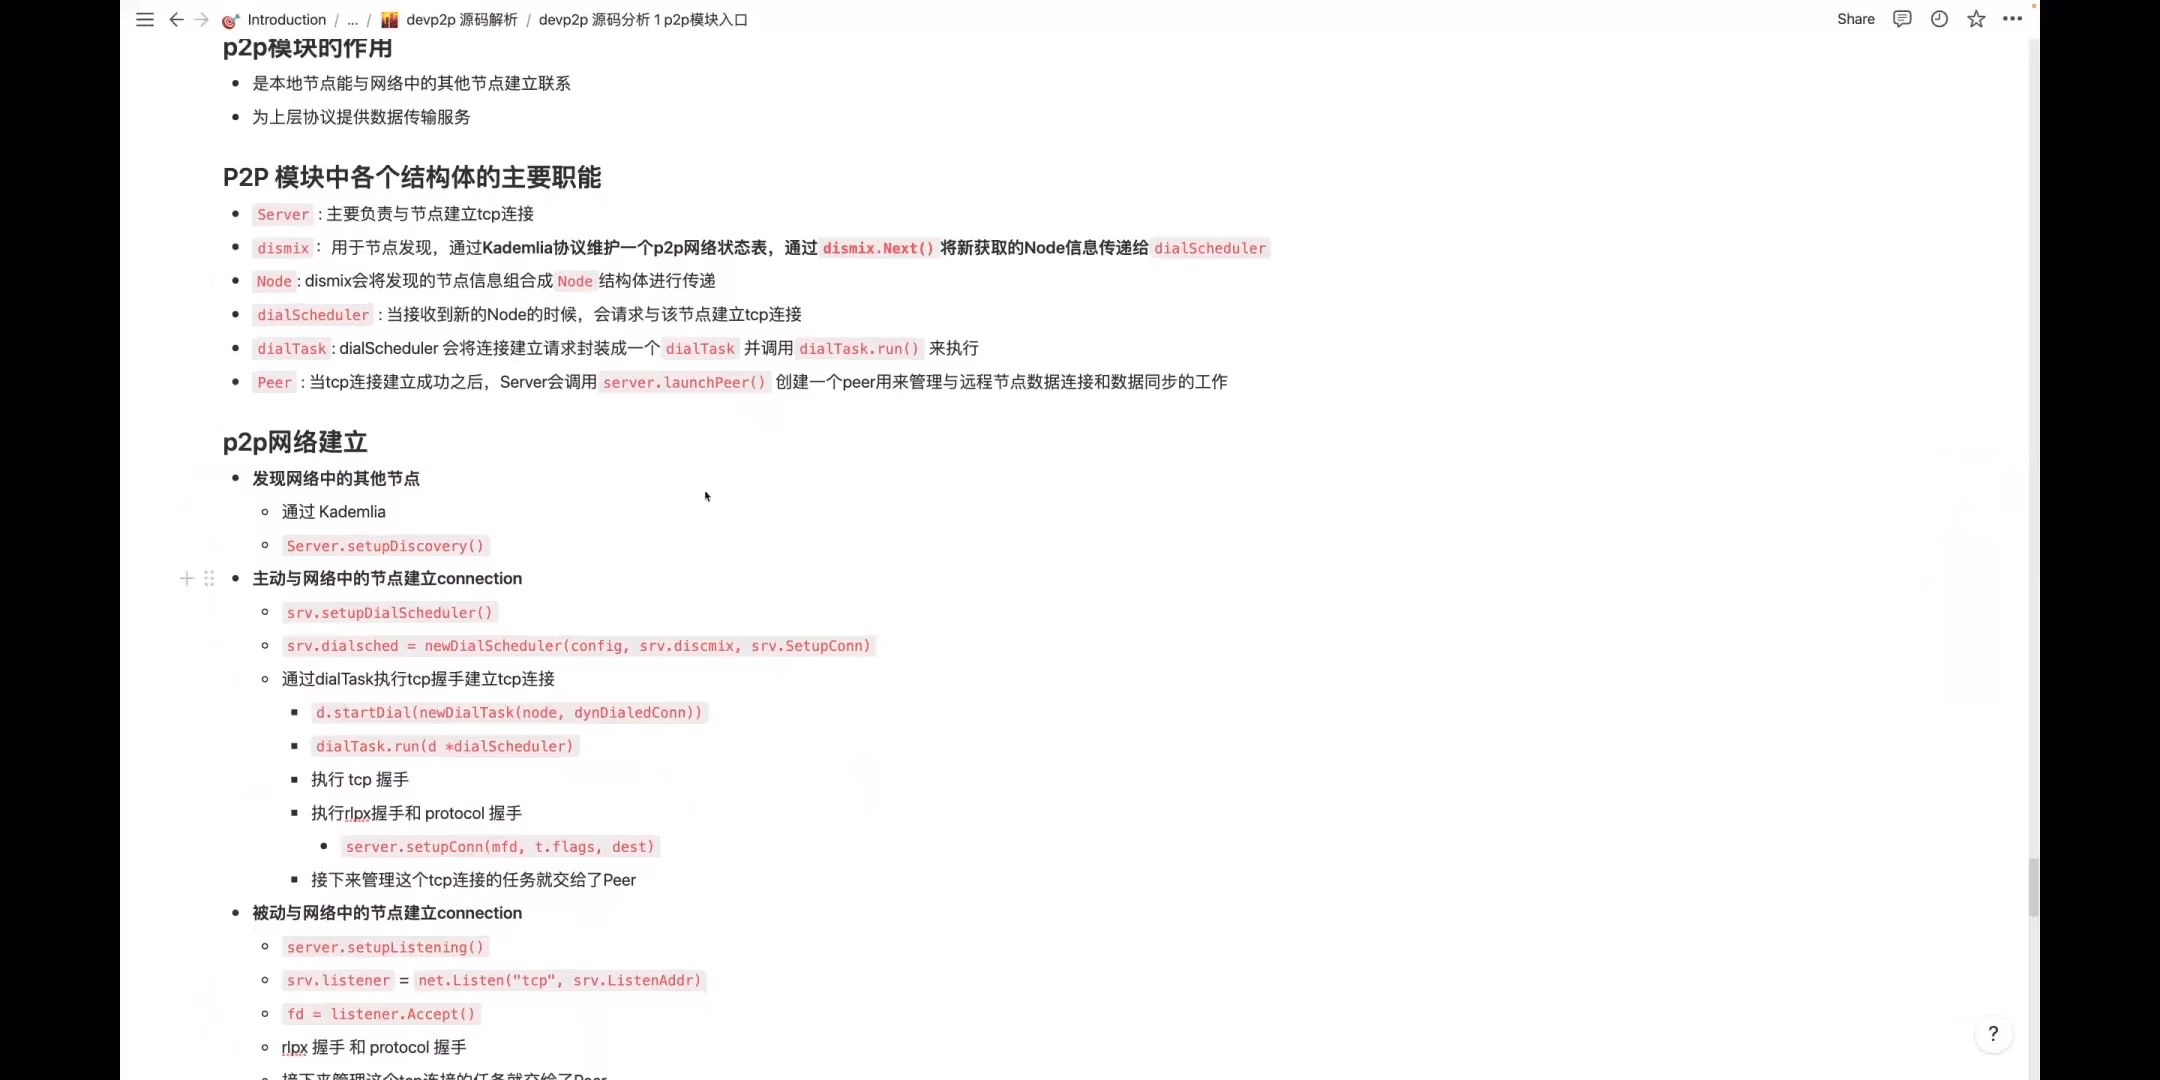 Introduction / ... / devp2p 源码解析 / devp2p 源码分析 1 p2p模块入口
Share
p2p模块的作用
是本地节点能与网络中的其他节点建立联系
为上层协议提供数据传输服务
P2P 模块中各个结构体的主要职能
Server : 主要负责与节点建立tcp连接
dismix : 用于节点发现，通过Kademlia协议维护一个p2p网络状态表，通过 dismix.Next() 将新获取的Node信息传递给 dialScheduler
Node : dismix会将发现的节点信息组合成 Node 结构体进行传递
dialScheduler : 当接收到新的Node的时候，会请求与该节点建立tcp连接
dialTask : dialScheduler 会将连接建立请求封装成一个 dialTask 并调用 dialTask.run() 来执行
Peer : 当tcp连接建立成功之后，Server会调用 server.launchPeer() 创建一个peer用来管理与远程节点数据连接和数据同步的工作
p2p网络建立
发现网络中的其他节点
通过 Kademlia
Server.setupDiscovery()
主动与网络中的节点建立connection
srv.setupDialScheduler()
srv.dialsched = newDialScheduler(config, srv.discmix, srv.SetupConn)
通过dialTask执行tcp握手建立tcp连接
d.startDial(newDialTask(node, dynDialedConn))
dialTask.run(d *dialScheduler)
执行 tcp 握手
执行rlpx握手和 protocol 握手
server.setupConn(mfd, t.flags, dest)
接下来管理这个tcp连接的任务就交给了Peer
被动与网络中的节点建立connection
server.setupListening()
srv.listener = net.Listen("tcp", srv.ListenAddr)
fd = listener.Accept()
rlpx 握手 和 protocol 握手
接下来管理这个tcp连接的任务就交给了Peer
?